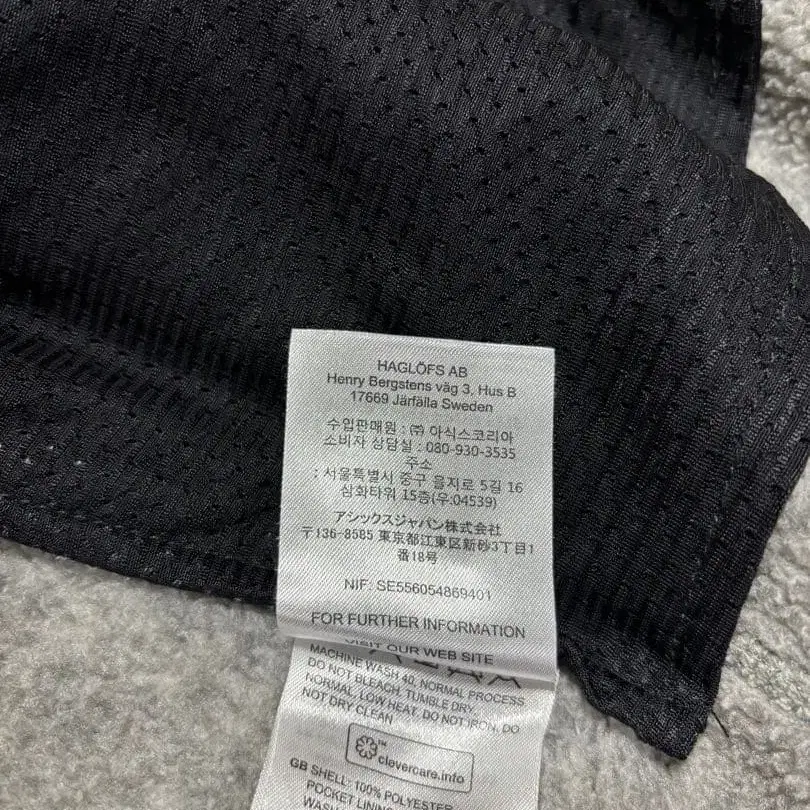 HAGLÖFS AB
Henry Bergstens väg 3, Hus B
17669 Järfälla Sweden
수입판매원 : ㈜ 아식스코리아
소비자 상담실 : 080-930-3535
주소
: 서울특별시 중구 을지로 5길 16
삼화타워 15층(우:04539)
アシックスジャパン株式会社
〒136-8585 東京都江東区新砂3丁目1
番18号
NIF: SE556054869401
FOR FURTHER INFORMATION
VISIT OUR WEB SITE
MACHINE WASH 40, NORMAL PROCESS
DO NOT BLEACH, TUMBLE DRY,
NORMAL, LOW HEAT, DO NOT IRON, DO
NOT DRY CLEAN
™
clevercare.info
GB SHELL: 100% POLYESTER
POCKET LINING